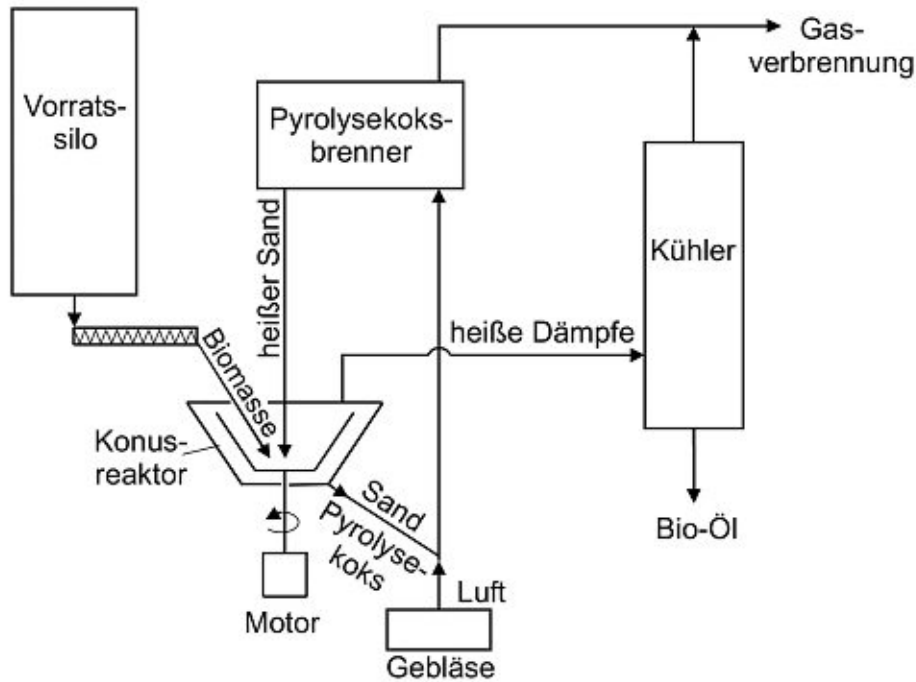 Vorrats-
silo
Pyrolysekoks-
brenner
Gas-
verbrennung
Kühler
heißer Sand
Biomasse
heiße Dämpfe
Konus-
reaktor
Sand
Pyrolyse-
koks
Bio-Öl
Motor
Luft
Gebläse